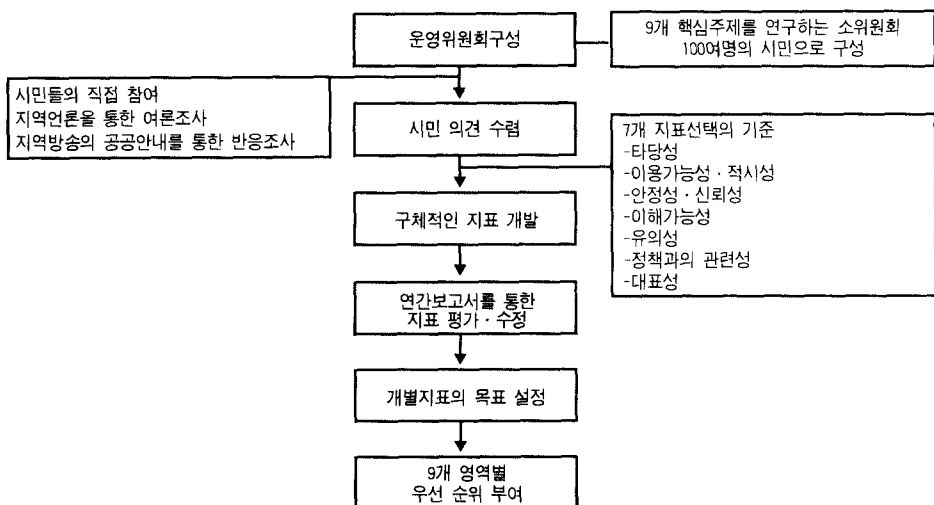 운영위원회구성
9개 핵심주제를 연구하는 소위원회
100여명의 시민으로 구성
시민들의 직접 참여
지역언론을 통한 여론조사
지역방송의 공공안내를 통한 반응조사
시민 의견 수렴
7개 지표선택의 기준
-타당성
-이용가능성·적시성
-안정성·신뢰성
-이해가능성
-유의성
-정책과의 관련성
-대표성
구체적인 지표 개발
연간보고서를 통한
지표 평가·수정
개별지표의 목표 설정
9개 영역별
우선 순위 부여